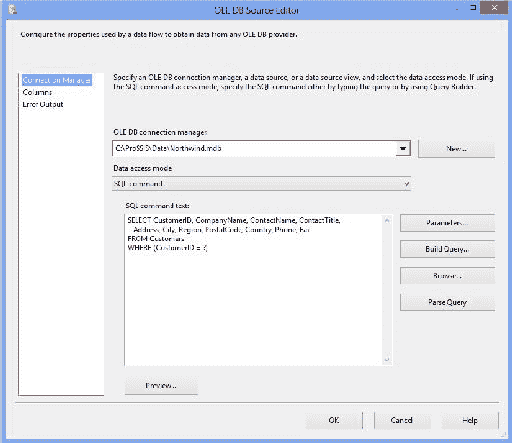 OLE DB Source Editor
Configure the properties used by a data flow to obtain data from any OLE DB provider.
Connection Manager
Columns
Error Output
Specify an OLE DB connection manager, a data source, or a data source view, and select the data access mode. If using
the SQL command access mode, specify the SQL command either by typing the query or by using Query Builder.
OLE DB connection manager:
C:\ProSSIS\Data\Northwind.mdb
New...
Data access mode:
SQL command
SQL command text:
SELECT CustomerID, CompanyName, ContactName, ContactTitle,
Address, City, Region, PostalCode, Country, Phone, Fax
FROM Customers
WHERE (CustomerID = ?)
Parameters...
Build Query...
Browse...
Parse Query
Preview...
OK
Cancel
Help